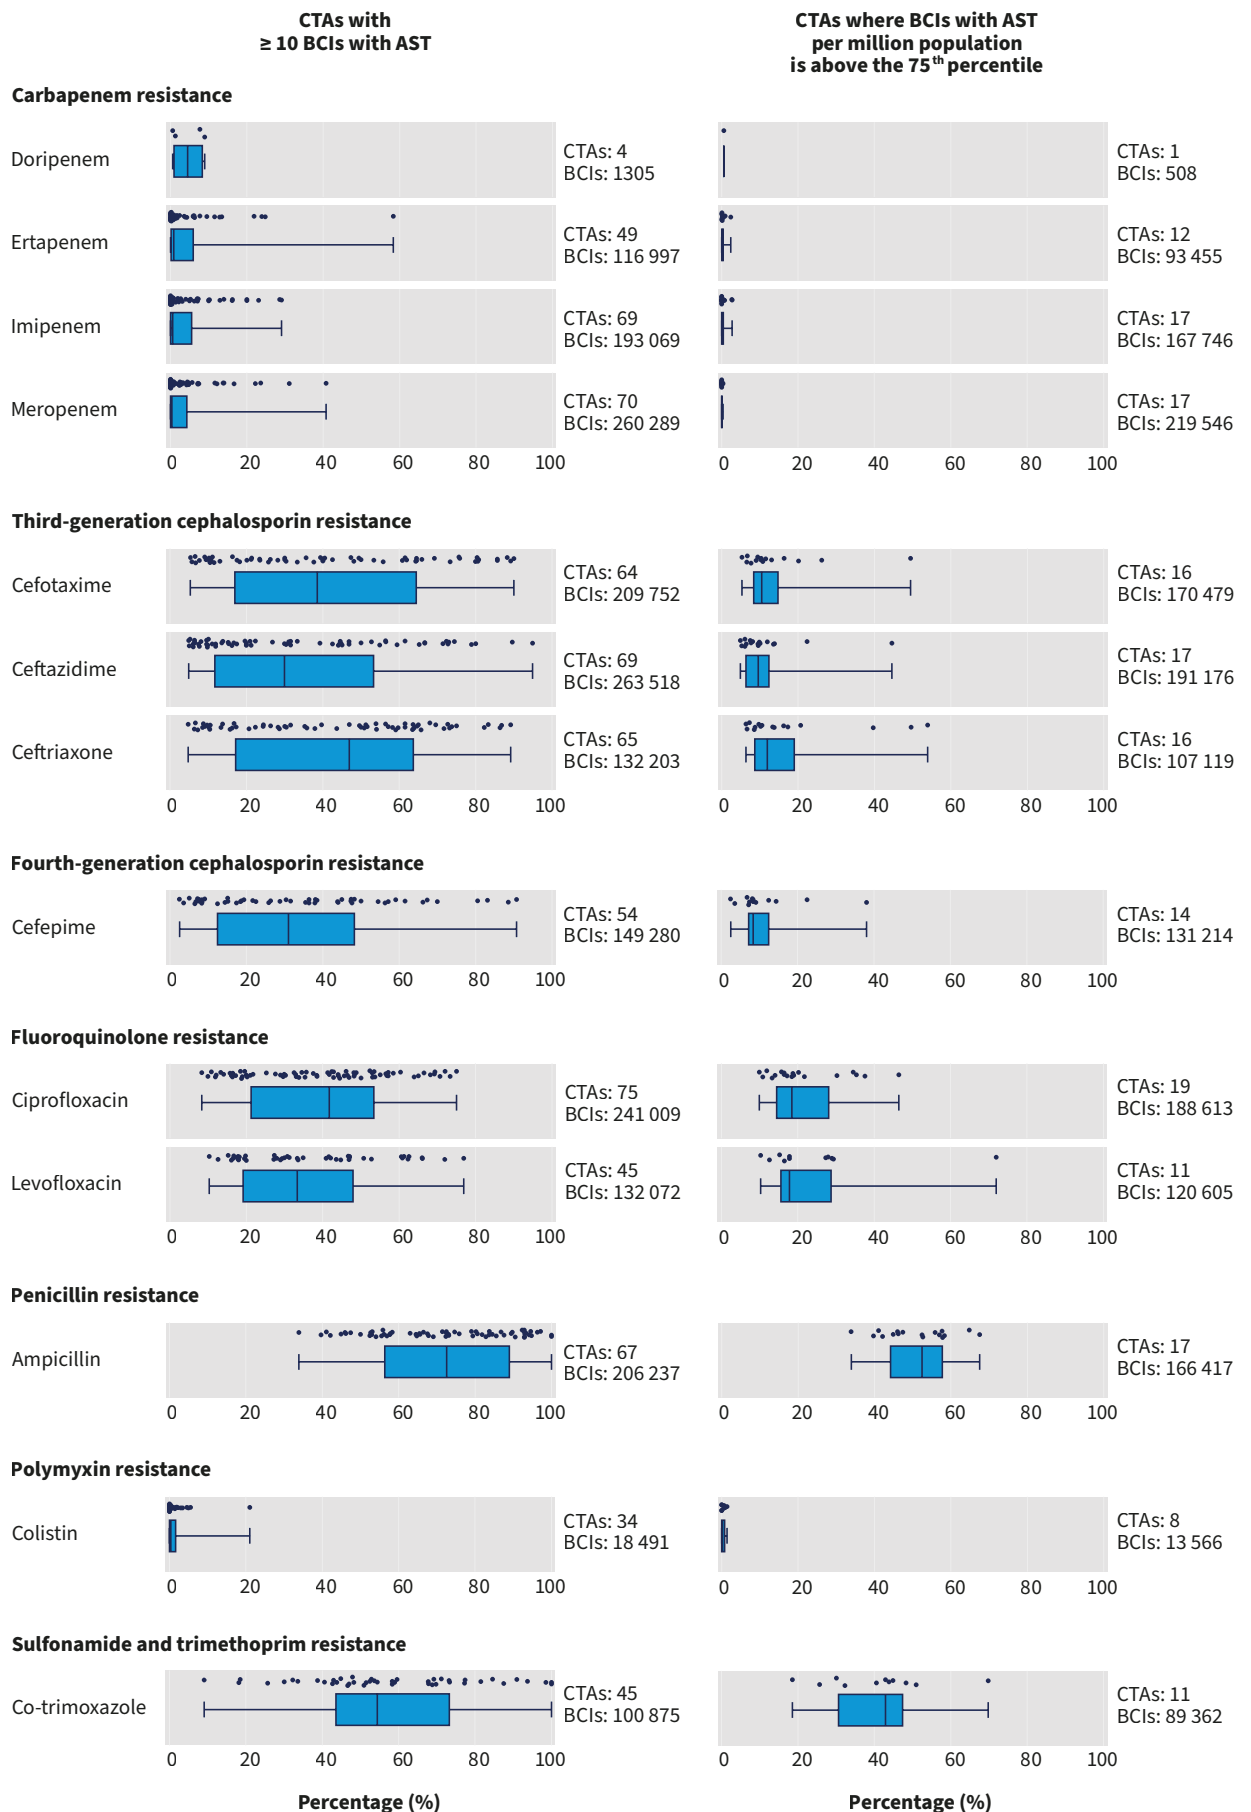 CTAs with
≥ 10 BCIs with AST
CTAs where BCIs with AST
per million population
is above the 75th percentile
Carbapenem resistance
Doripenem
CTAs: 4
BCIs: 1305
CTAs: 1
BCIs: 508
Ertapenem
CTAs: 49
BCIs: 116 997
CTAs: 12
BCIs: 93 455
Imipenem
CTAs: 69
BCIs: 193 069
CTAs: 17
BCIs: 167 746
Meropenem
CTAs: 70
BCIs: 260 289
CTAs: 17
BCIs: 219 546
0 20 40 60 80 100
0 20 40 60 80 100
Third-generation cephalosporin resistance
Cefotaxime
CTAs: 64
BCIs: 209 752
CTAs: 16
BCIs: 170 479
Ceftazidime
CTAs: 69
BCIs: 263 518
CTAs: 17
BCIs: 191 176
Ceftriaxone
CTAs: 65
BCIs: 132 203
CTAs: 16
BCIs: 107 119
0 20 40 60 80 100
0 20 40 60 80 100
Fourth-generation cephalosporin resistance
Cefepime
CTAs: 54
BCIs: 149 280
CTAs: 14
BCIs: 131 214
0 20 40 60 80 100
0 20 40 60 80 100
Fluoroquinolone resistance
Ciprofloxacin
CTAs: 75
BCIs: 241 009
CTAs: 19
BCIs: 188 613
Levofloxacin
CTAs: 45
BCIs: 132 072
CTAs: 11
BCIs: 120 605
0 20 40 60 80 100
0 20 40 60 80 100
Penicillin resistance
Ampicillin
CTAs: 67
BCIs: 206 237
CTAs: 17
BCIs: 166 417
0 20 40 60 80 100
0 20 40 60 80 100
Polymyxin resistance
Colistin
CTAs: 34
BCIs: 18 491
CTAs: 8
BCIs: 13 566
0 20 40 60 80 100
0 20 40 60 80 100
Sulfonamide and trimethoprim resistance
Co-trimoxazole
CTAs: 45
BCIs: 100 875
CTAs: 11
BCIs: 89 362
0 20 40 60 80 100
0 20 40 60 80 100
Percentage (%)
Percentage (%)